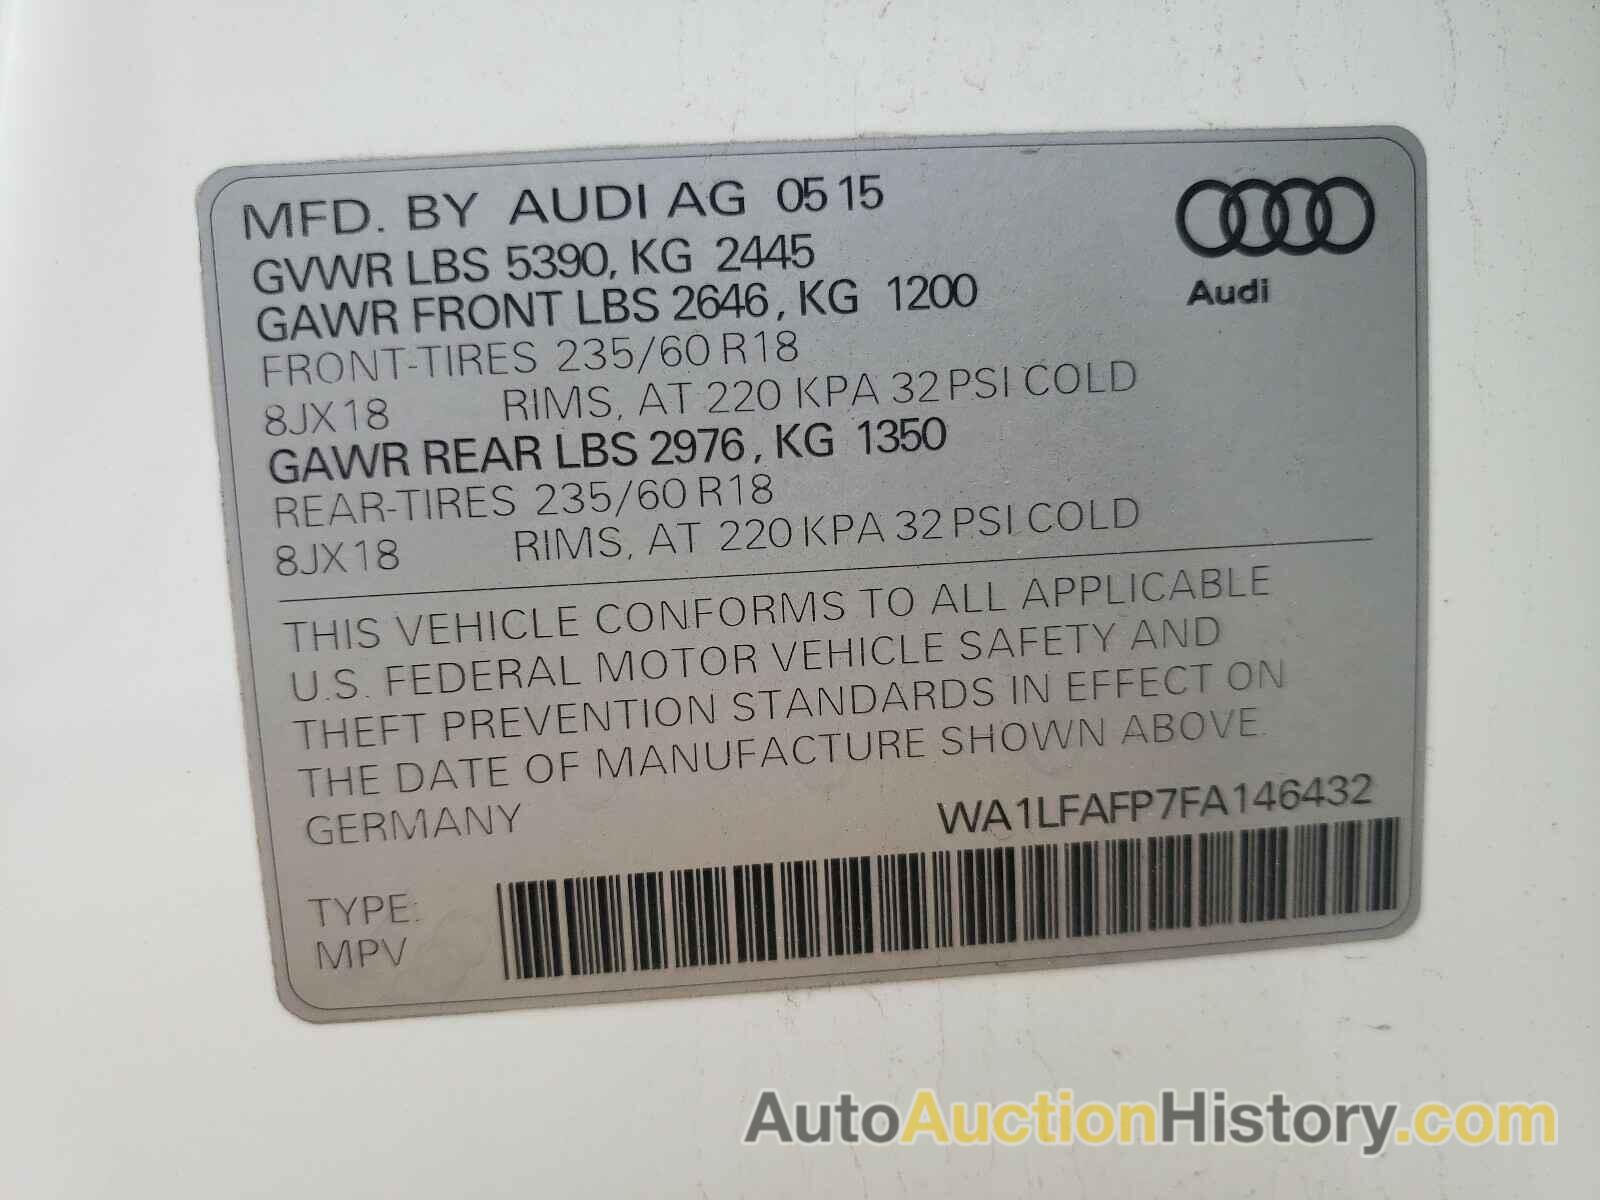 MFD. BY AUDI AG 05 15
GVWR LBS 5390, KG 2445
GAWR FRONT LBS 2646, KG 1200
FRONT-TIRES 235/60 R18
8JX18 RIMS, AT 220 KPA 32 PSI COLD
GAWR REAR LBS 2976, KG 1350
REAR-TIRES 235/60 R18
8JX18 RIMS, AT 220 KPA 32 PSI COLD
Audi
THIS VEHICLE CONFORMS TO ALL APPLICABLE
U.S. FEDERAL MOTOR VEHICLE SAFETY AND
THEFT PREVENTION STANDARDS IN EFFECT ON
THE DATE OF MANUFACTURE SHOWN ABOVE.
GERMANY WA1LFAFP7FA146432
TYPE:
MPV
AutoAuctionHistory.com